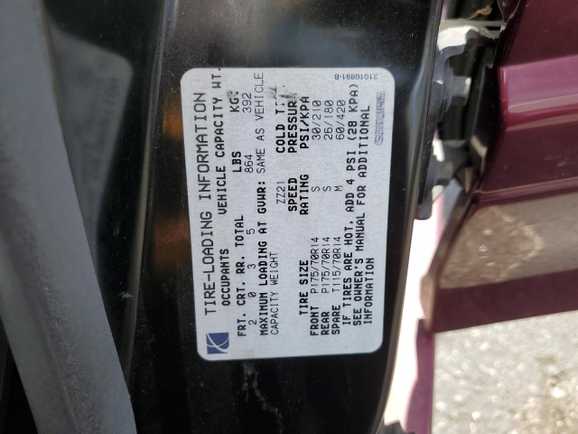 21010891-B
TIRE-LOADING INFORMATION
OCCUPANTS VEHICLE CAPACITY WT.
FRT. CRT. RR. TOTAL LBS KG.
2 0 3 5 864 392
MAXIMUM LOADING AT GVWR: SAME AS VEHICLE
CAPACITY WEIGHT ZZ21
TIRE SIZE SPEED RATING COLD PRESSURE PSI/KPA
FRONT P175/70R14 S 30/210
REAR P175/70R14 S 26/180
SPARE T115/70R14 M 60/420
IF TIRES ARE HOT, ADD 4 PSI (28 KPA)
SEE OWNER'S MANUAL FOR ADDITIONAL
INFORMATION